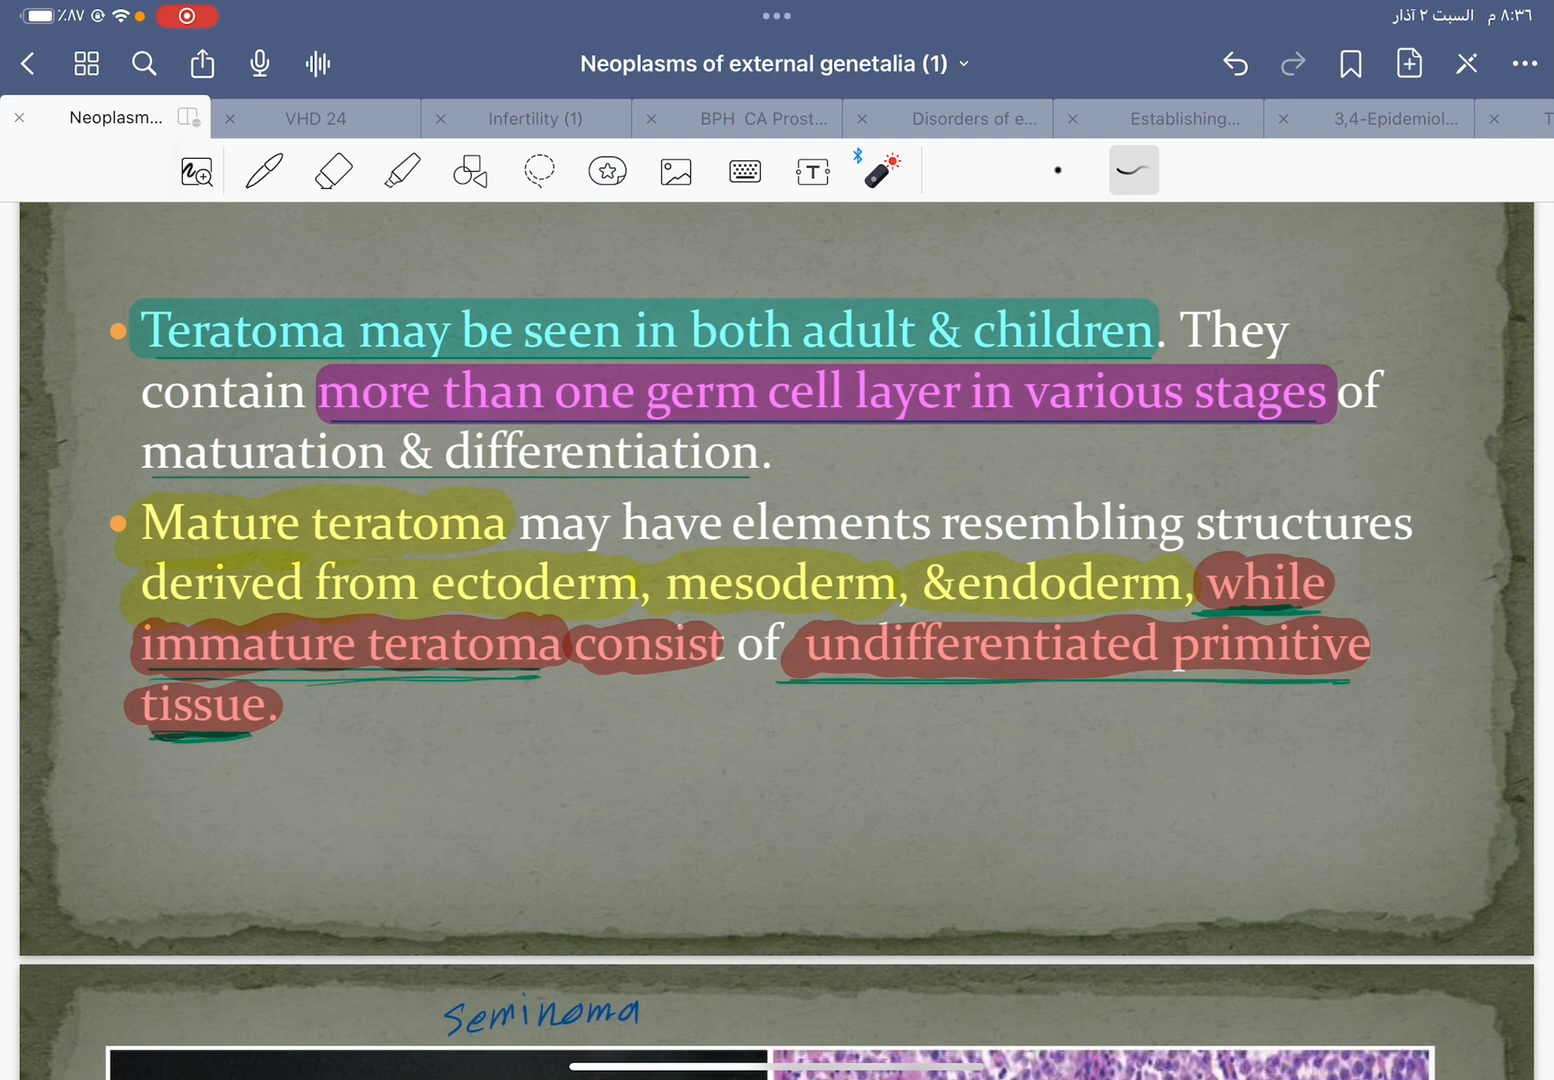 ٪٨٧
٨:٣٦ م السبت ٢ آذار
Neoplasms of external genetalia (1)
Neoplasm...
VHD 24
Infertility (1)
BPH CA Prost...
Disorders of e...
Establishing...
3,4-Epidemiol...
T
T
Teratoma may be seen in both adult & children. They
contain more than one germ cell layer in various stages of
maturation & differentiation.
Mature teratoma may have elements resembling structures
derived from ectoderm, mesoderm, &endoderm, while
immature teratoma consist of undifferentiated primitive
tissue.
Seminoma